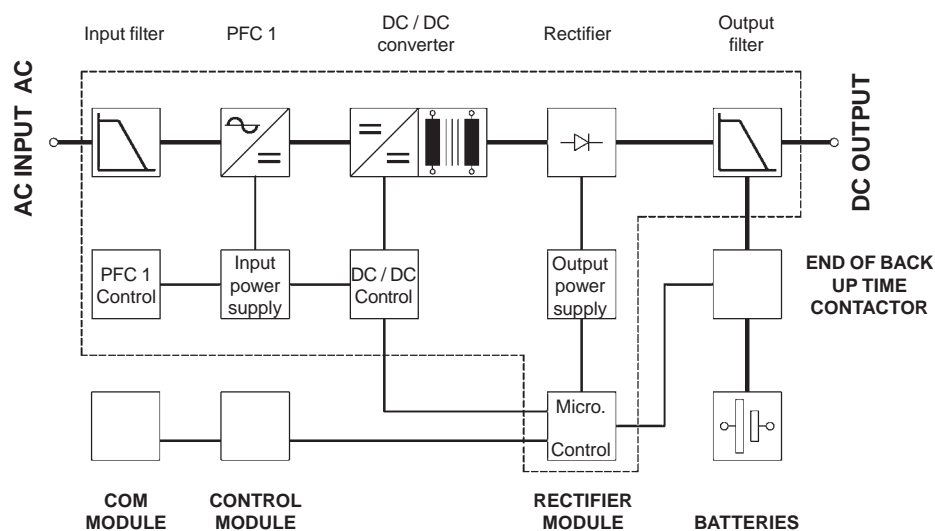 Input filter
PFC 1
DC / DC
converter
Rectifier
Output
filter
AC INPUT AC
DC OUTPUT
PFC 1
Control
Input
power
supply
DC / DC
Control
Output
power
supply
END OF BACK
UP TIME
CONTACTOR
Micro.
Control
COM
MODULE
CONTROL
MODULE
RECTIFIER
MODULE
BATTERIES